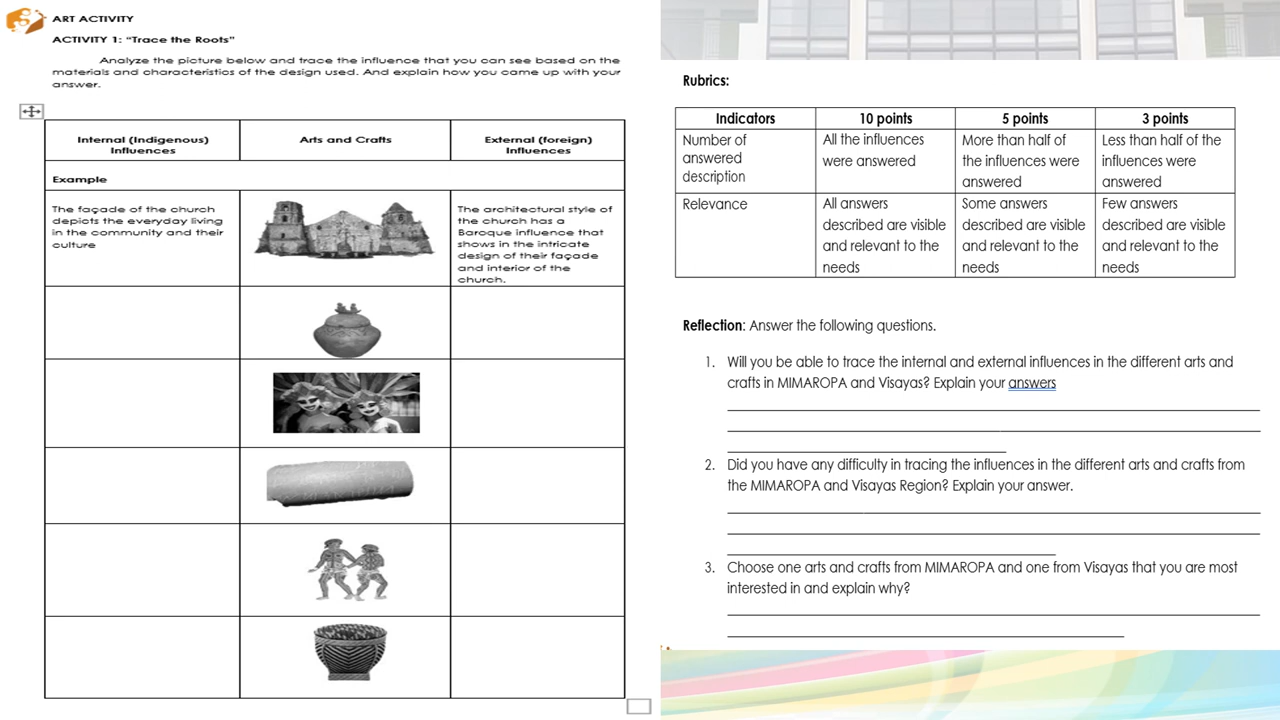 ART ACTIVITY
ACTIVITY 1: “Trace the Roots”
Analyze the picture below and trace the influence that you can see based on the
materials and characteristics of the design used. And explain how you came up with your
answer.
Internal (Indigenous)
Influences
Arts and Crafts
External (foreign)
Influences
Example
The façade of the church
depicts the everyday living
in the community and their
culture
The architectural style of
the church has a
Baroque influence that
shows in the intricate
design of their façade
and interior of the
church.
Rubrics:
Indicators
10 points
5 points
3 points
Number of
answered
description
All the influences
were answered
More than half of
the influences were
answered
Less than half of the
influences were
answered
Relevance
All answers
described are visible
and relevant to the
needs
Some answers
described are visible
and relevant to the
needs
Few answers
described are visible
and relevant to the
needs
Reflection: Answer the following questions.
1. Will you be able to trace the internal and external influences in the different arts and
crafts in MIMAROPA and Visayas? Explain your answers
2. Did you have any difficulty in tracing the influences in the different arts and crafts from
the MIMAROPA and Visayas Region? Explain your answer.
3. Choose one arts and crafts from MIMAROPA and one from Visayas that you are most
interested in and explain why?